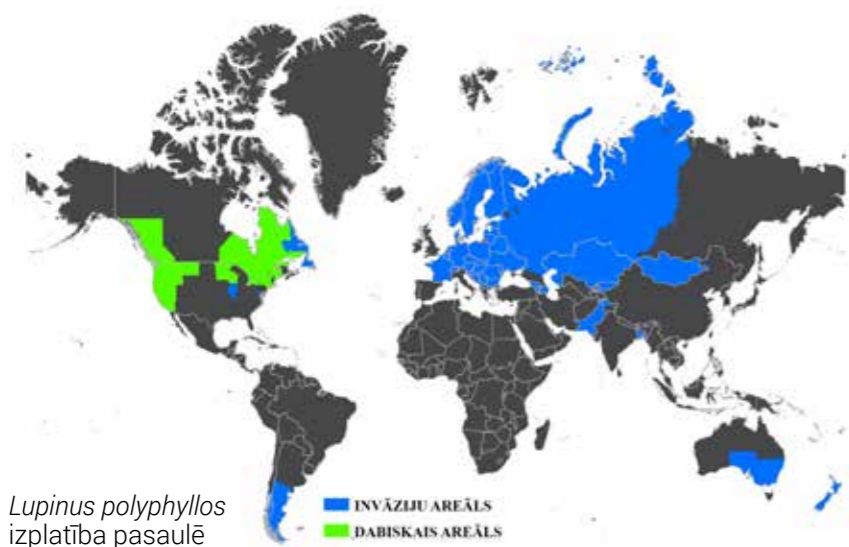 Lupinus polyphyllos
izplatība pasaulē
INVĀZIJU AREĀLS
DABISKAIS AREĀLS